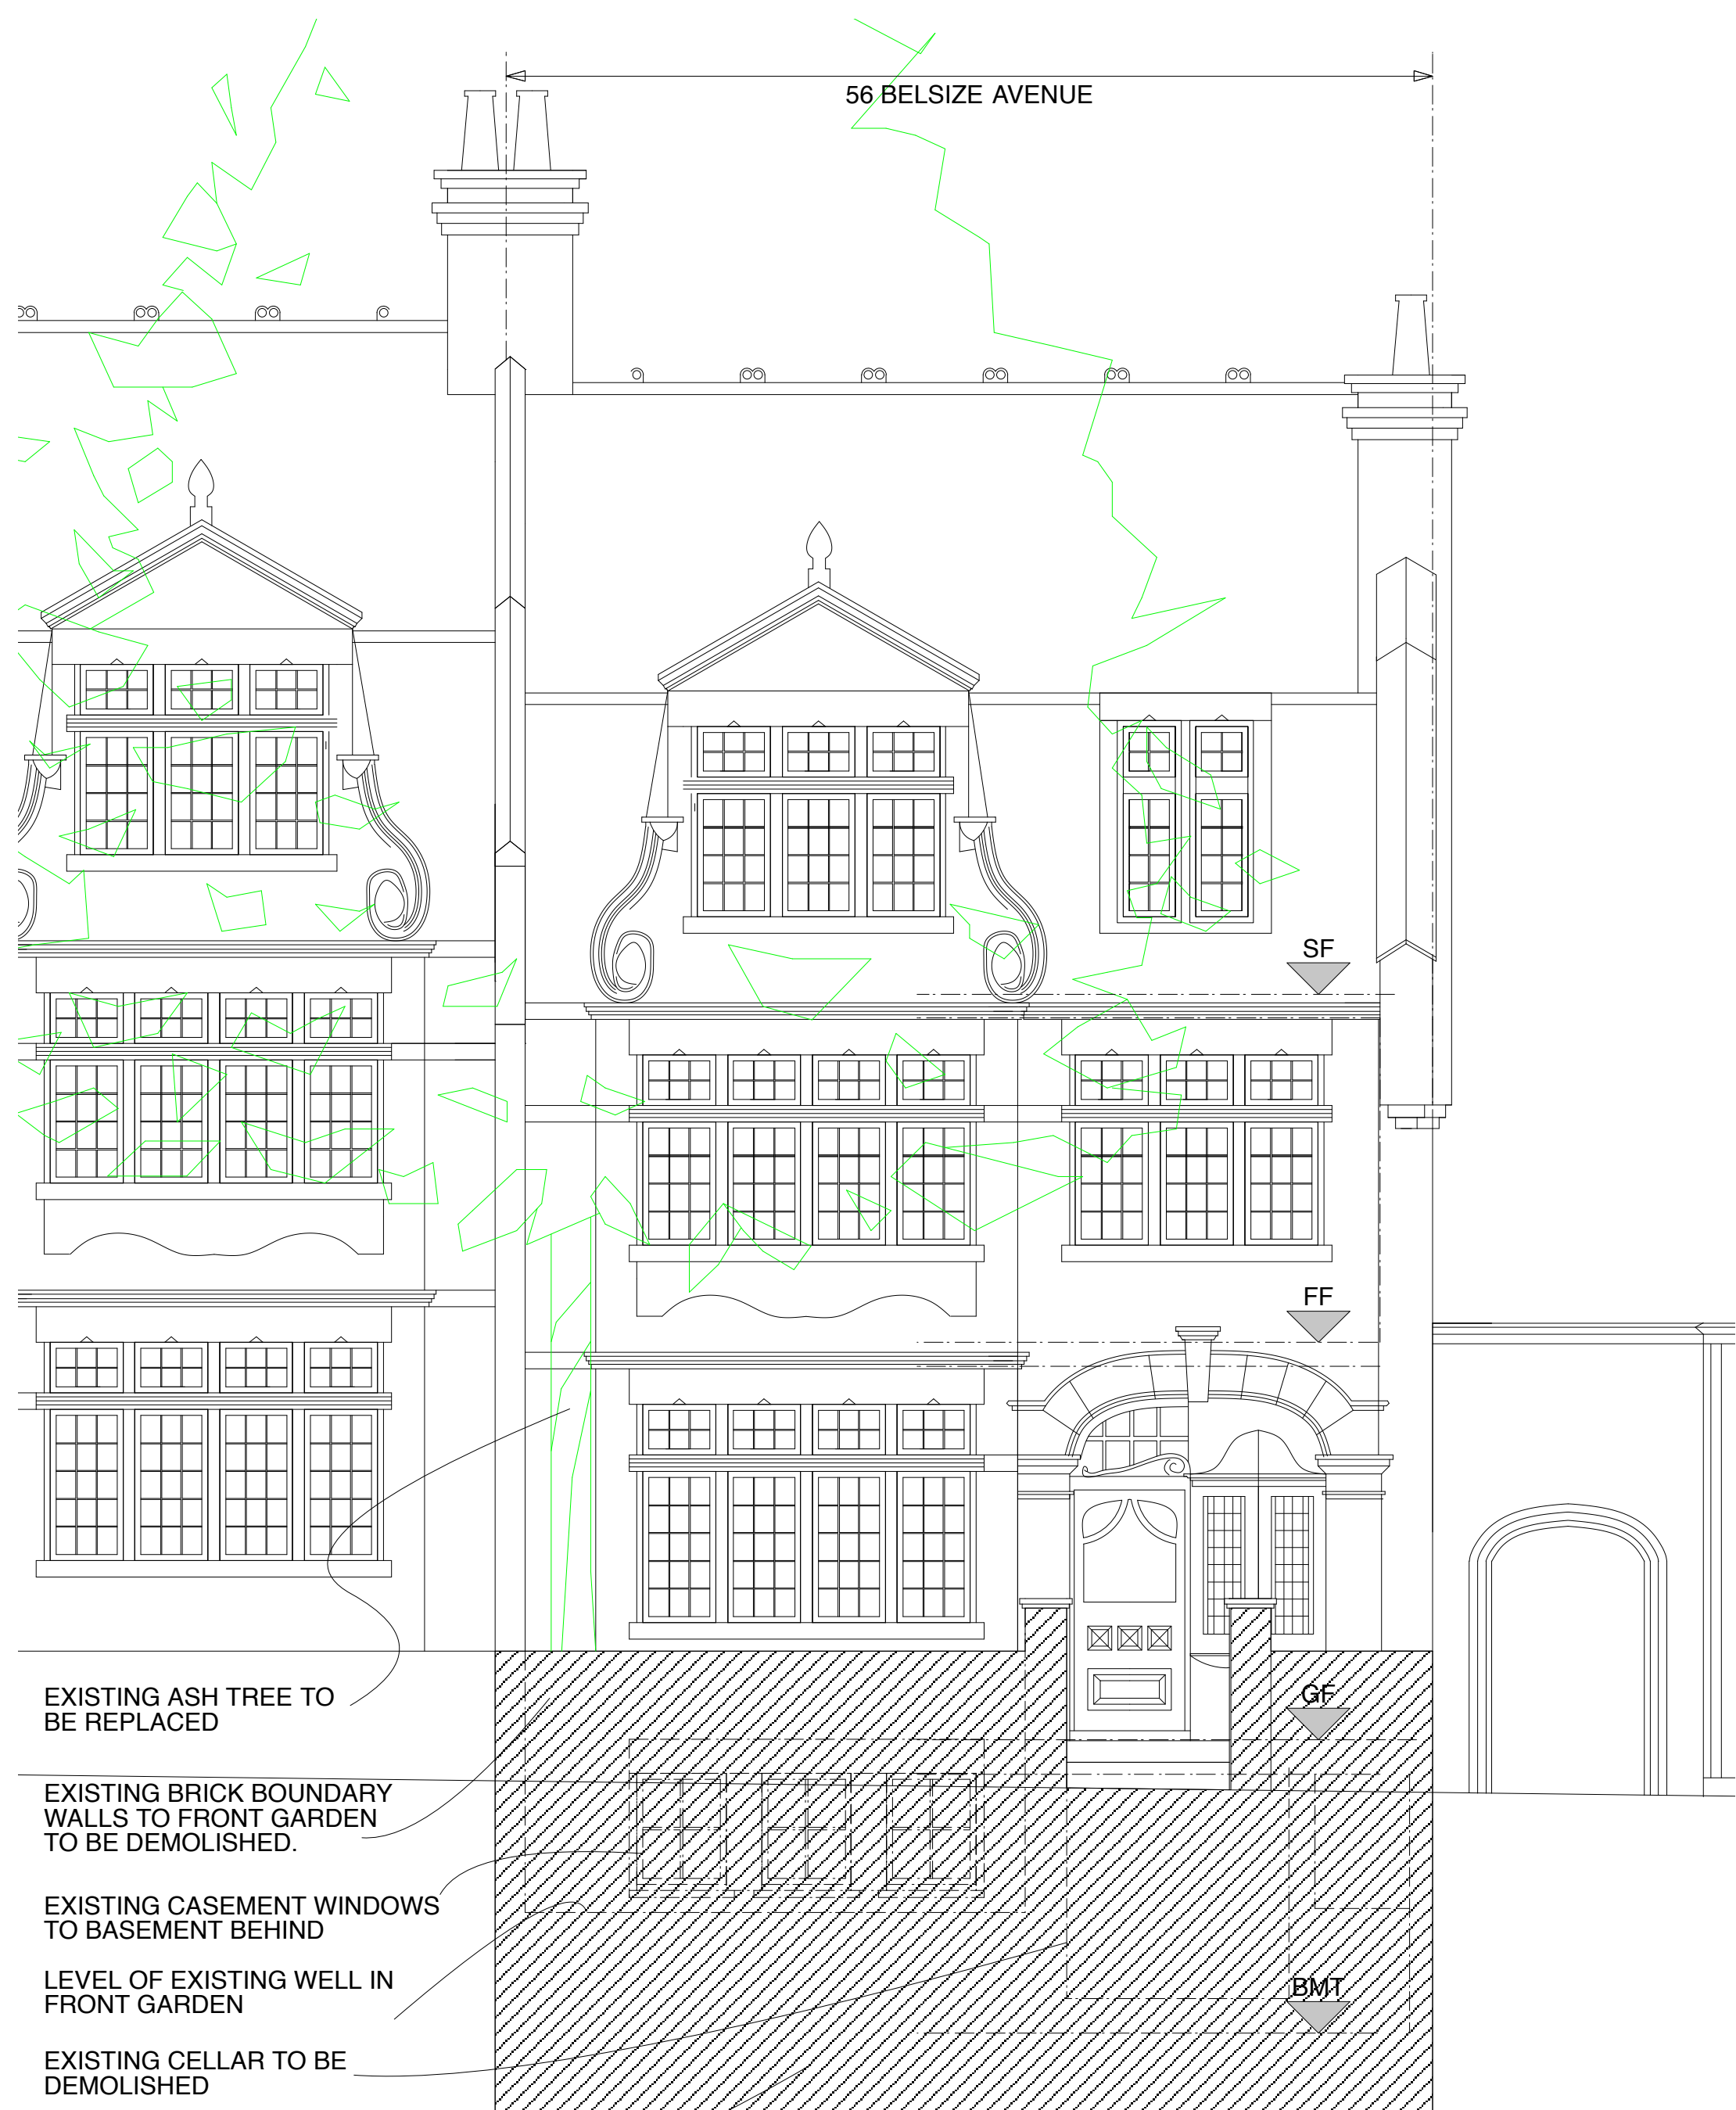 56 BELSIZE AVENUE
SF
FF
EXISTING ASH TREE TO
BE REPLACED
GF
EXISTING BRICK BOUNDARY
WALLS TO FRONT GARDEN
TO BE DEMOLISHED.
EXISTING CASEMENT WINDOWS
TO BASEMENT BEHIND
LEVEL OF EXISTING WELL IN
FRONT GARDEN
BMT
EXISTING CELLAR TO BE
DEMOLISHED